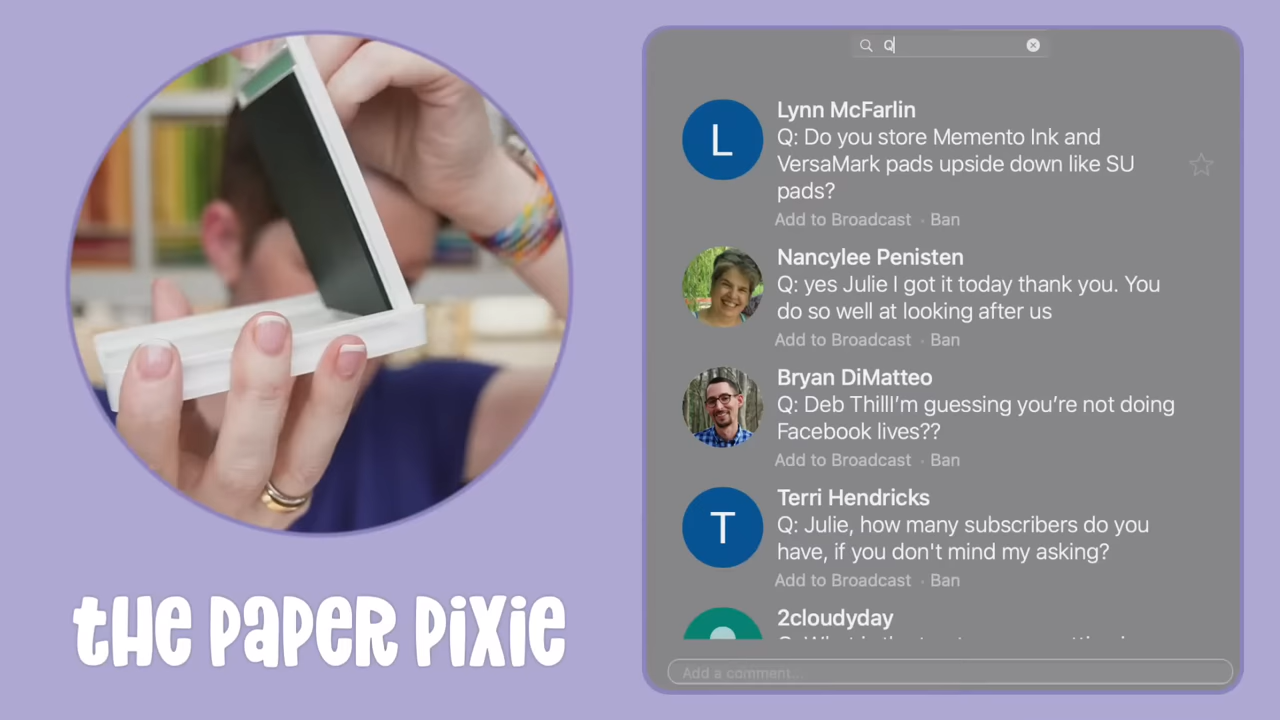 Q
Lynn McFarlin
Q: Do you store Memento Ink and
VersaMark pads upside down like SU
pads?
Add to Broadcast · Ban
Nancylee Penisten
Q: yes Julie I got it today thank you. You
do so well at looking after us
Add to Broadcast · Ban
Bryan DiMatteo
Q: Deb ThillI’m guessing you’re not doing
Facebook lives??
Add to Broadcast · Ban
T
Terri Hendricks
Q: Julie, how many subscribers do you
have, if you don't mind my asking?
Add to Broadcast · Ban
2cloudyday
Add a comment...
L
the paper pixie